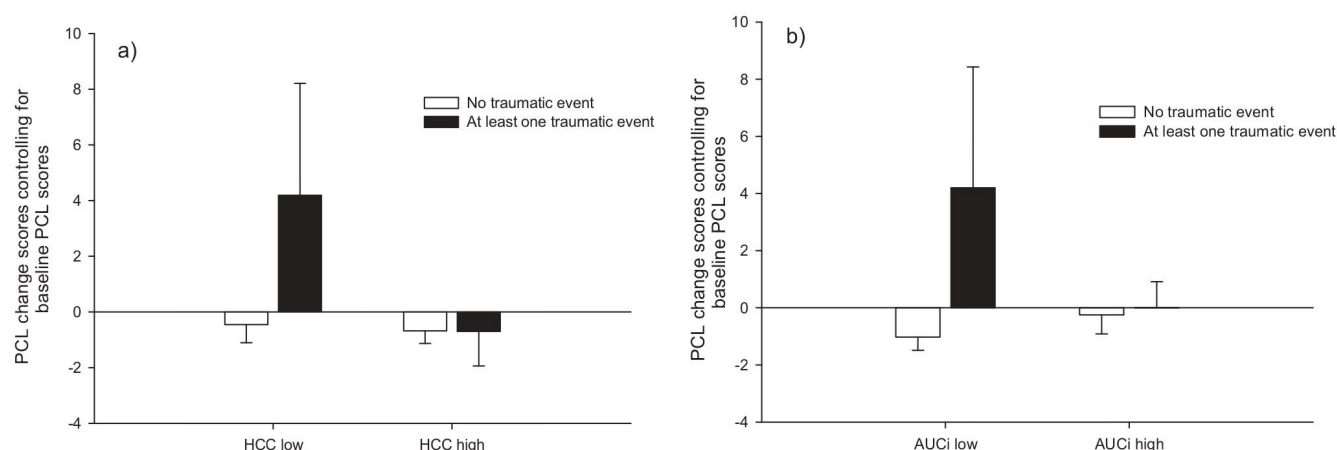 a)
PCL change scores controlling for
baseline PCL scores
10
8
6
4
2
0
-2
-4
No traumatic event
At least one traumatic event
HCC low
HCC high
b)
PCL change scores controlling for
baseline PCL scores
10
8
6
4
2
0
-2
-4
No traumatic event
At least one traumatic event
AUCi low
AUCi high